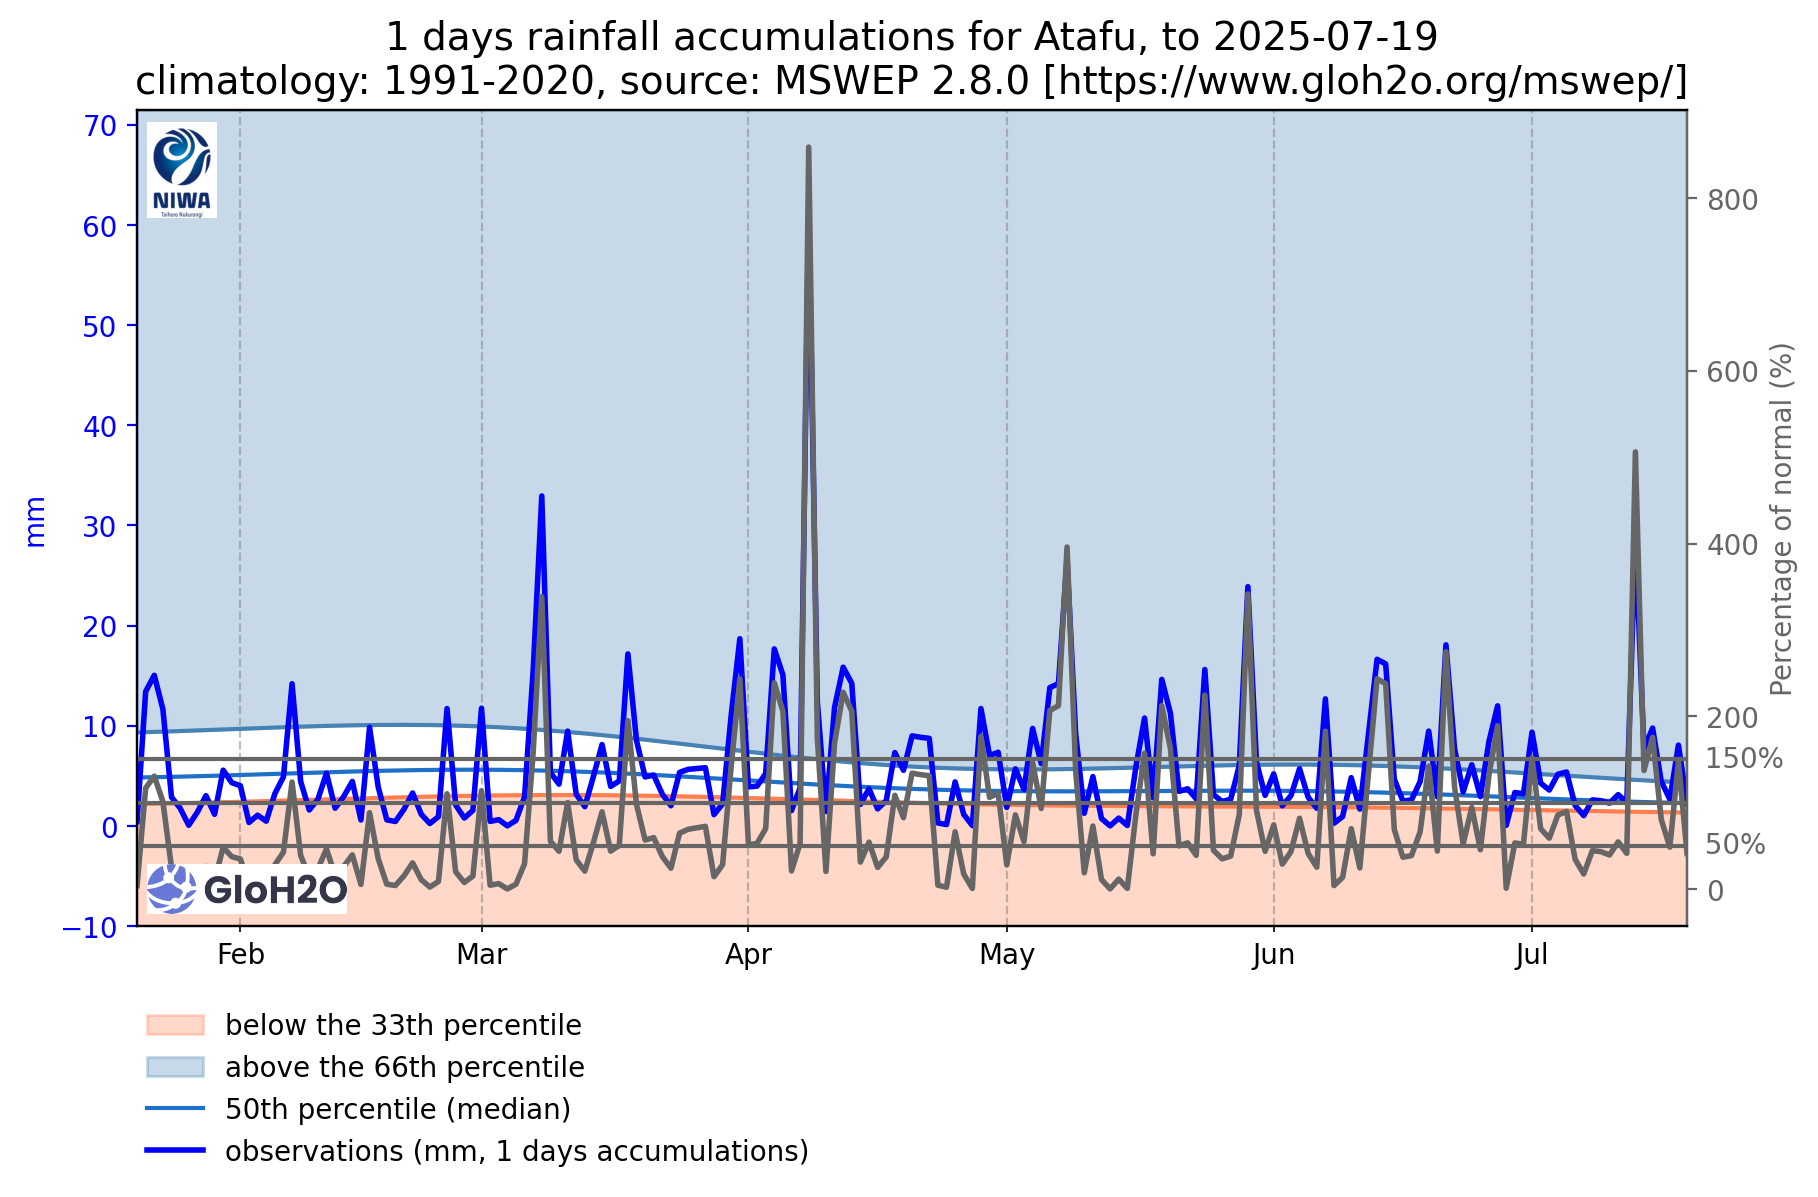 1 days rainfall accumulations for Atafu, to 2025-07-19
climatology: 1991-2020, source: MSWEP 2.8.0 [https://www.gloh2o.org/mswep/]
70
60
50
40
30
20
10
0
−10
mm
NIWA
Taihoro Nukurangi
GloH2O
800
600
400
200
150%
50%
0
Percentage of normal (%)
Feb
Mar
Apr
May
Jun
Jul
below the 33th percentile
above the 66th percentile
50th percentile (median)
observations (mm, 1 days accumulations)